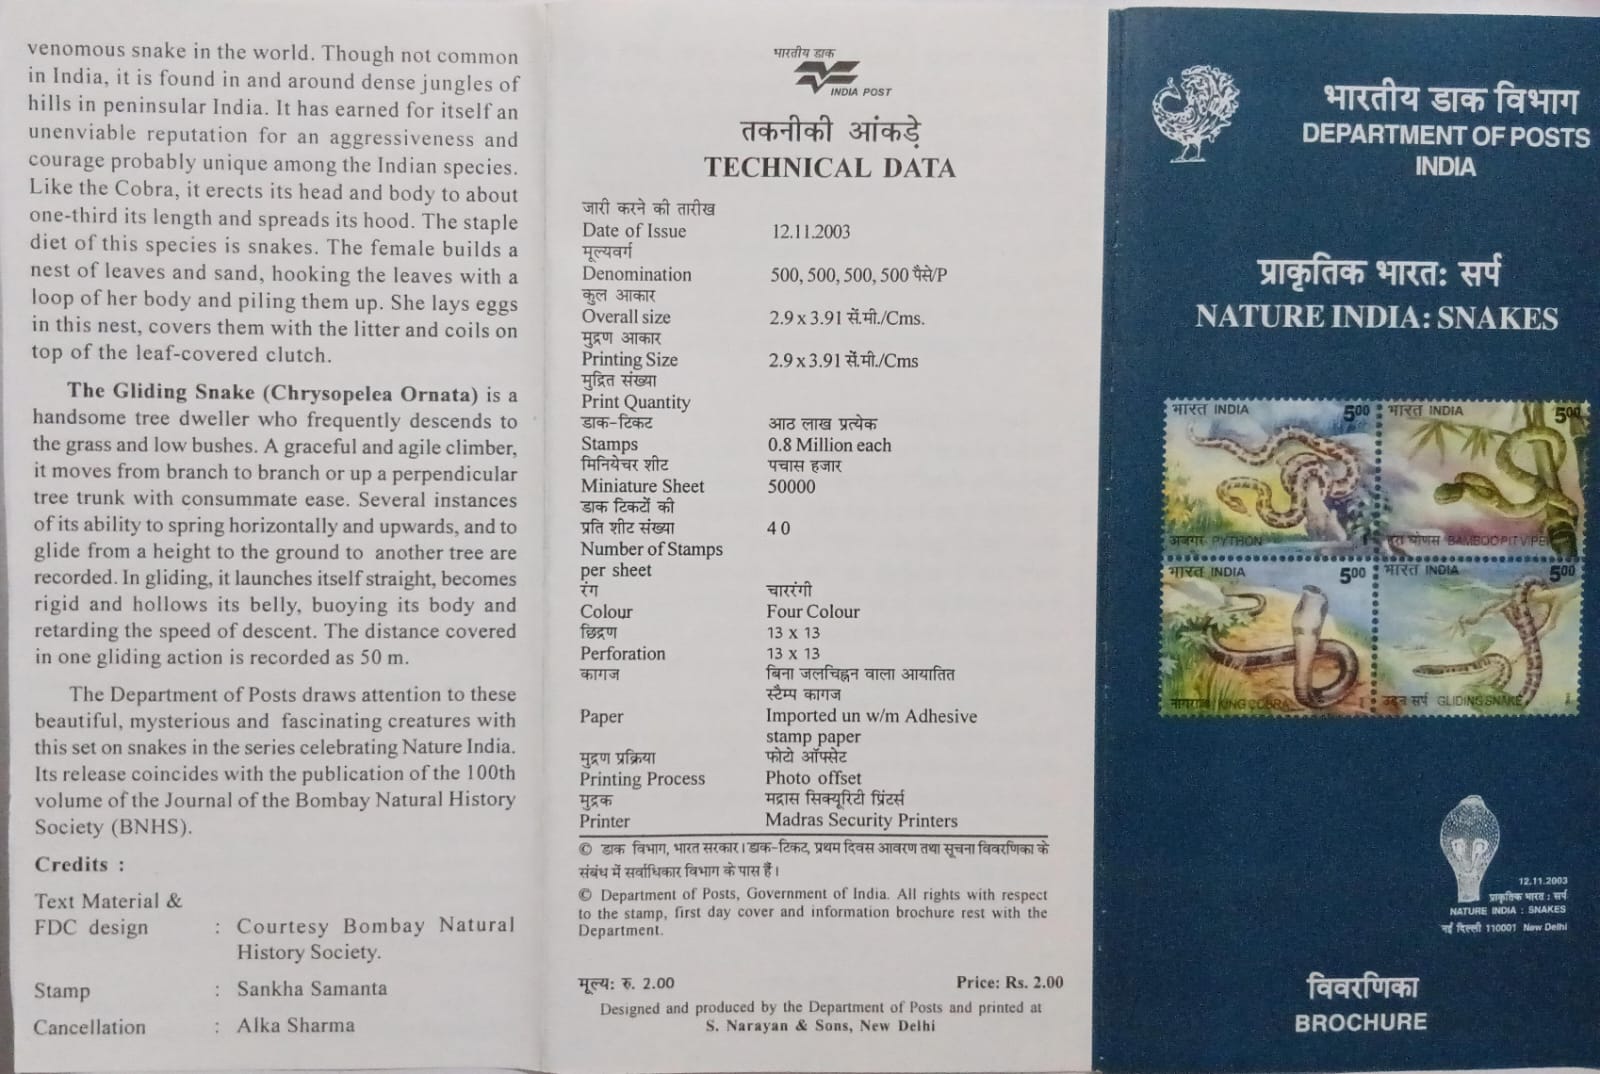 venomous snake in the world. Though not common
in India, it is found in and around dense jungles of
hills in peninsular India. It has earned for itself an
unenviable reputation for an aggressiveness and
courage probably unique among the Indian species.
Like the Cobra, it erects its head and body to about
one-third its length and spreads its hood. The staple
diet of this species is snakes. The female builds a
nest of leaves and sand, hooking the leaves with a
loop of her body and piling them up. She lays eggs
in this nest, covers them with the litter and coils on
top of the leaf-covered clutch.
The Gliding Snake (Chrysopelea Ornata) is a
handsome tree dweller who frequently descends to
the grass and low bushes. A graceful and agile climber,
it moves from branch to branch or up a perpendicular
tree trunk with consummate ease. Several instances
of its ability to spring horizontally and upwards, and to
glide from a height to the ground to another tree are
recorded. In gliding, it launches itself straight, becomes
rigid and hollows its belly, buoying its body and
retarding the speed of descent. The distance covered
in one gliding action is recorded as 50 m.
The Department of Posts draws attention to these
beautiful, mysterious and fascinating creatures with
this set on snakes in the series celebrating Nature India.
Its release coincides with the publication of the 100th
volume of the Journal of the Bombay Natural History
Society (BNHS).
Credits :
Text Material &
FDC design : Courtesy Bombay Natural
History Society.
Stamp : Sankha Samanta
Cancellation : Alka Sharma
भारतीय डाक
INDIA POST
तकनीकी आंकड़े
TECHNICAL DATA
जारी करने की तारीख
Date of Issue 12.11.2003
मूल्यवर्ग
Denomination 500, 500, 500, 500 पैसे/P
कुल आकार
Overall size 2.9 x 3.91 सें.मी./Cms.
मुद्रण आकार
Printing Size 2.9 x 3.91 सें.मी./Cms
मुद्रित संख्या
Print Quantity
डाक-टिकट आठ लाख प्रत्येक
Stamps 0.8 Million each
मिनियेचर शीट पचास हजार
Miniature Sheet 50000
डाक टिकटों की
प्रति शीट संख्या 4 0
Number of Stamps
per sheet
रंग चाररंगी
Colour Four Colour
छिद्रण 13 x 13
Perforation 13 x 13
कागज बिना जलचिह्नन वाला आयातित
स्टैम्प कागज
Paper Imported un w/m Adhesive
stamp paper
मुद्रण प्रक्रिया फोटो ऑफ्सेट
Printing Process Photo offset
मुद्रक मद्रास सिक्यूरिटी प्रिंटर्स
Printer Madras Security Printers
© डाक विभाग, भारत सरकार। डाक-टिकट, प्रथम दिवस आवरण तथा सूचना विवरणिका के
संबंध में सर्वाधिकार विभाग के पास हैं।
© Department of Posts, Government of India. All rights with respect
to the stamp, first day cover and information brochure rest with the
Department.
मूल्य: रु. 2.00 Price: Rs. 2.00
Designed and produced by the Department of Posts and printed at
S. Narayan & Sons, New Delhi
भारतीय डाक विभाग
DEPARTMENT OF POSTS
INDIA
प्राकृतिक भारत: सर्प
NATURE INDIA: SNAKES
भारत INDIA 500
भारत INDIA 500
अजगर PYTHON
घोणस BAMBOO PIT VIPER
भारत INDIA 500
भारत INDIA 500
नागराज KING COBRA
उड़न सर्प GLIDING SNAKE
12.11.2003
प्राकृतिक भारत : सर्प
NATURE INDIA : SNAKES
नई दिल्ली 110001 New Delhi
विवरणिका
BROCHURE